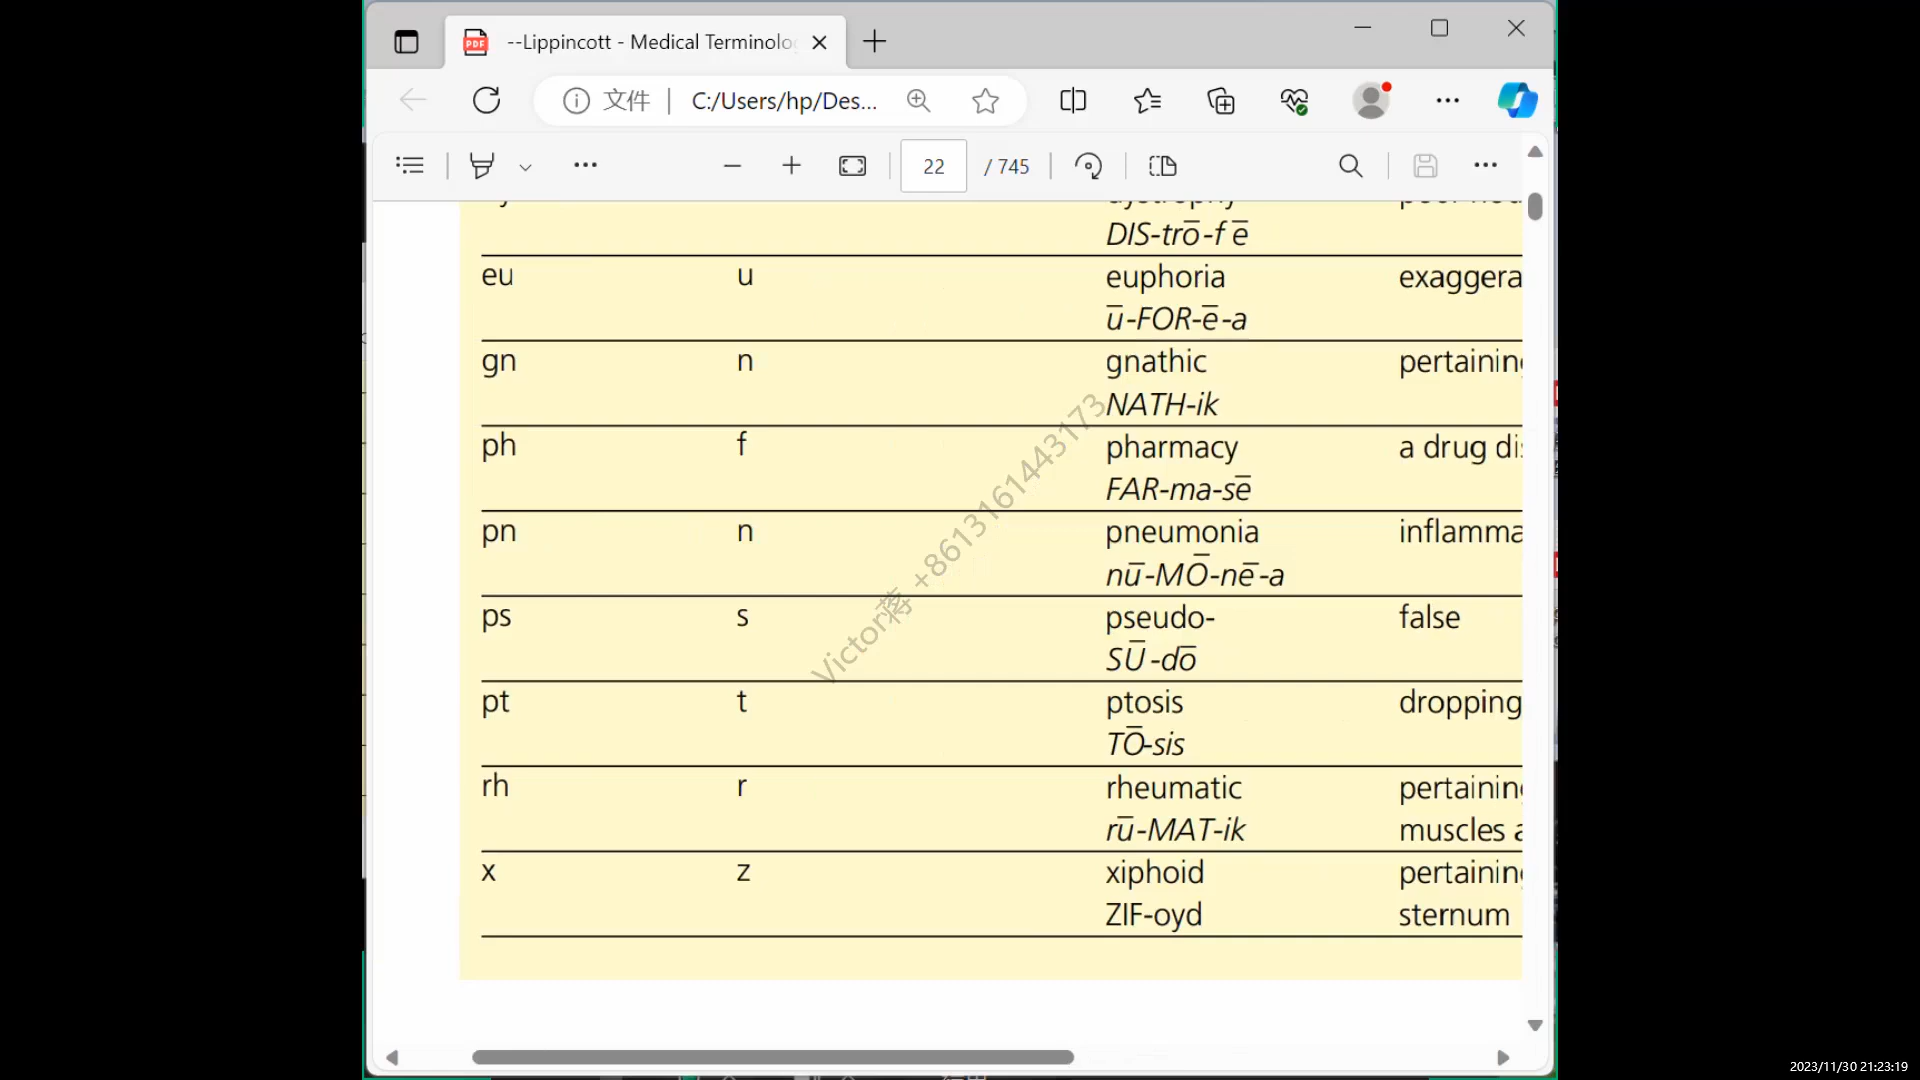 --Lippincott - Medical Terminolo
文件 | C:/Users/hp/Des...
22 / 745
DIS-trō-fē
eu u euphoria exaggera
ū-FOR-ē-a
gn n gnathic pertaining
NATH-ik
ph f pharmacy a drug di
FAR-ma-sē
pn n pneumonia inflamma
nū-MŌ-nē-a
ps s pseudo- false
SŪ-dō
pt t ptosis dropping
TŌ-sis
rh r rheumatic pertaining
rū-MAT-ik muscles a
x z xiphoid pertaining
ZIF-oyd sternum
Victor蒋 +8613161443173
2023/11/30 21:23:19